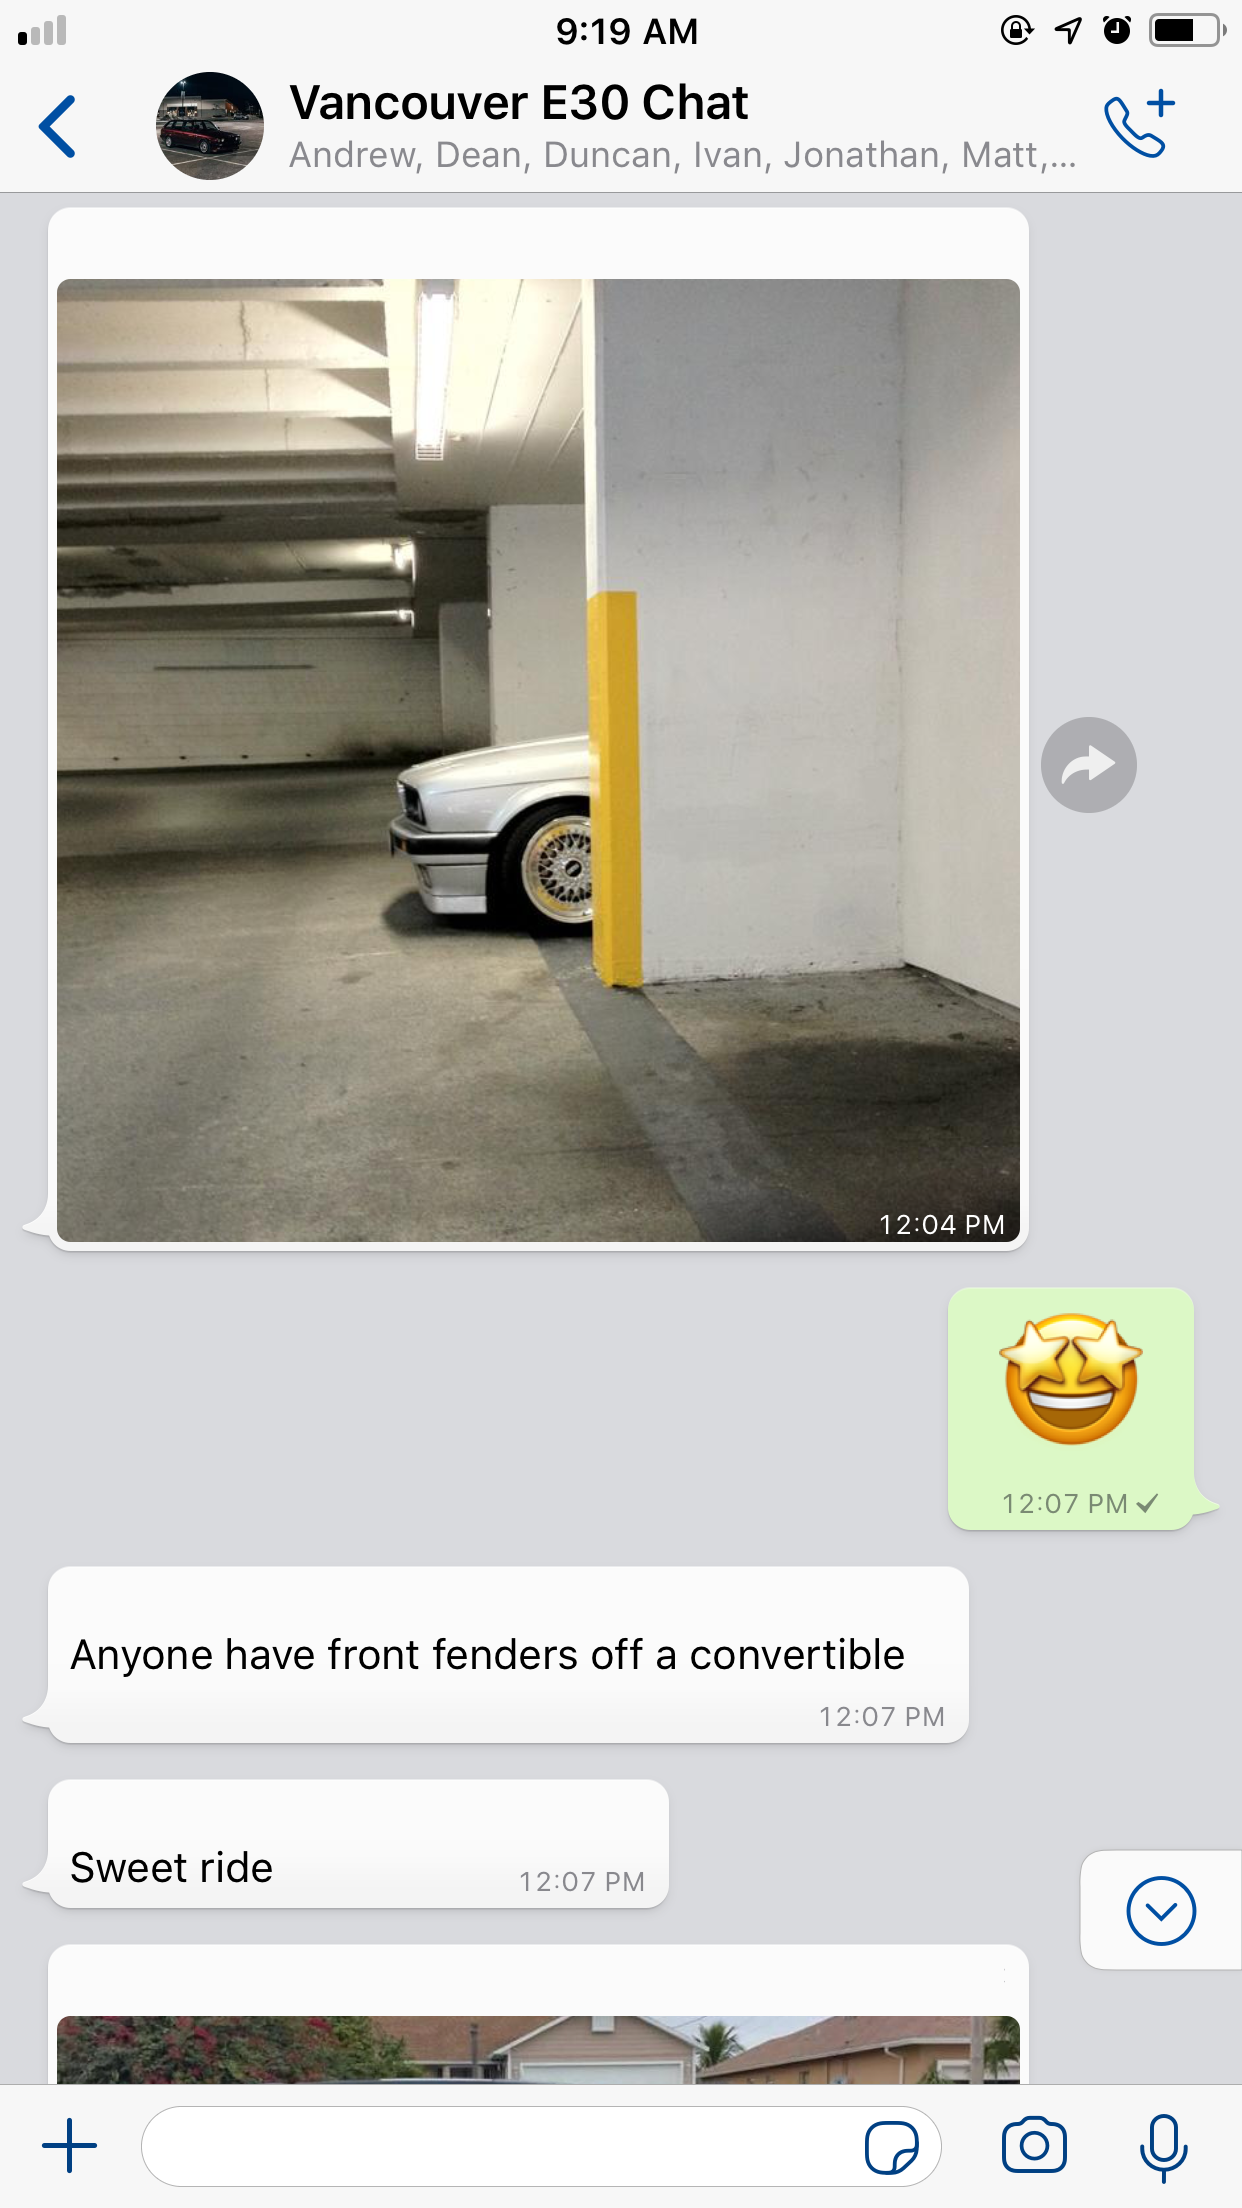 9:19 AM
Vancouver E30 Chat
Andrew, Dean, Duncan, Ivan, Jonathan, Matt,...
12:04 PM
12:07 PM
Anyone have front fenders off a convertible
12:07 PM
Sweet ride
12:07 PM